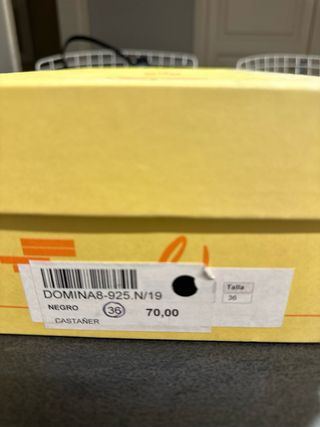 DOMINA8-925.N/19
NEGRO 36 70,00
CASTAÑER
Talla
36